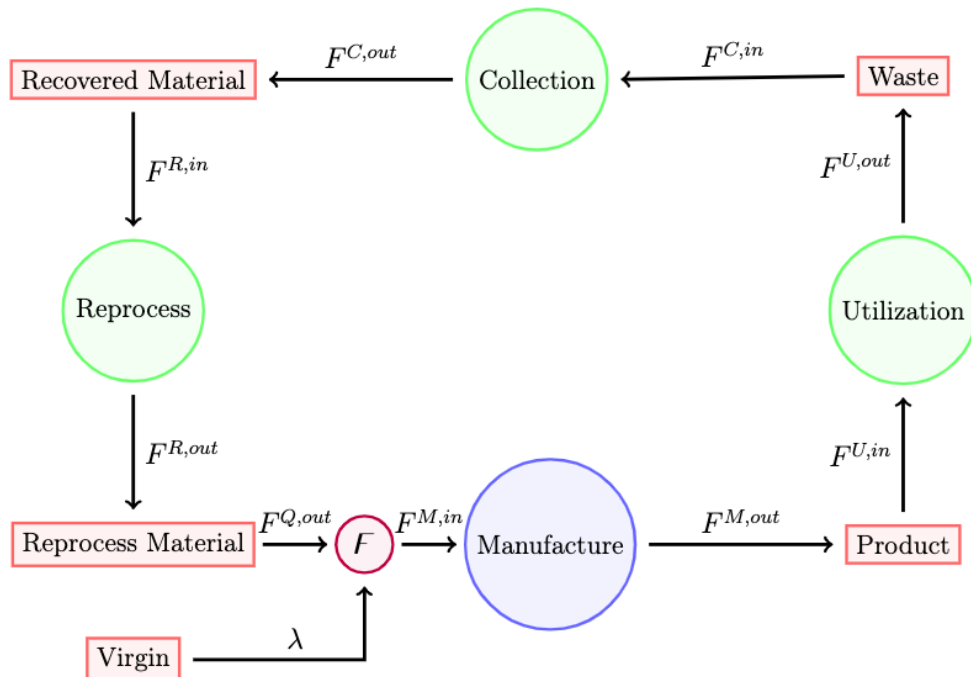 F^{C,out}
F^{C,in}
Recovered Material
Collection
Waste
F^{R,in}
F^{U,out}
Reprocess
Utilization
F^{R,out}
F^{U,in}
F^{Q,out}
F^{M,in}
F^{M,out}
Reprocess Material
F
Manufacture
Product
λ
Virgin